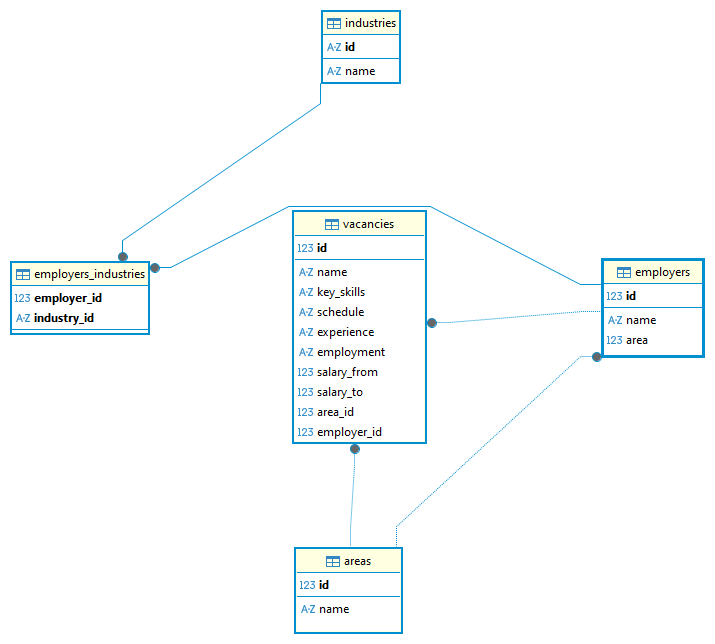 industries
A-Z id
A-Z name
vacancies
123 id
A-Z name
A-Z key_skills
A-Z schedule
A-Z experience
A-Z employment
123 salary_from
123 salary_to
123 area_id
123 employer_id
employers_industries
123 employer_id
A-Z industry_id
employers
123 id
A-Z name
123 area
areas
123 id
A-Z name